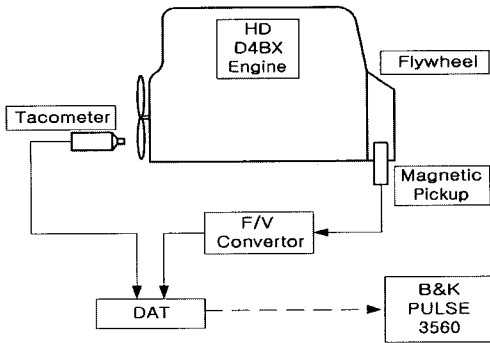 HD
D4BX
Engine
Flywheel
Tacometer
Magnetic
Pickup
F/V
Convertor
DAT
B&K
PULSE
3560